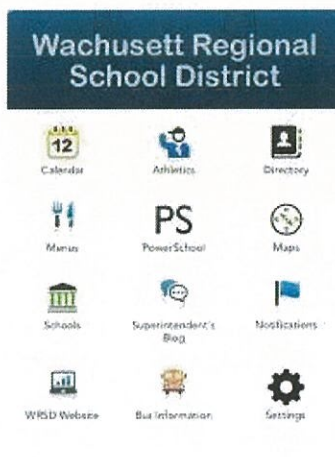 Wachusett Regional
School District
12
Calendar
Athletics
Directory
Menus
PS
PowerSchool
Maps
Schools
Superintendent's
Blog
Notifications
WRSD Website
Bus Information
Settings